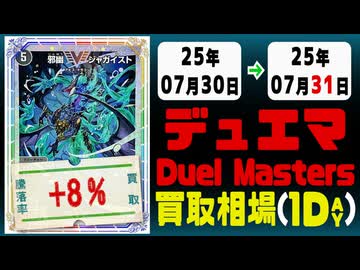 5
邪幽 ジャガイスト
買取
騰落率
+8%
25年
07月30日
25年
07月31日
デュエマ
Duel Masters
買取相場(1D)